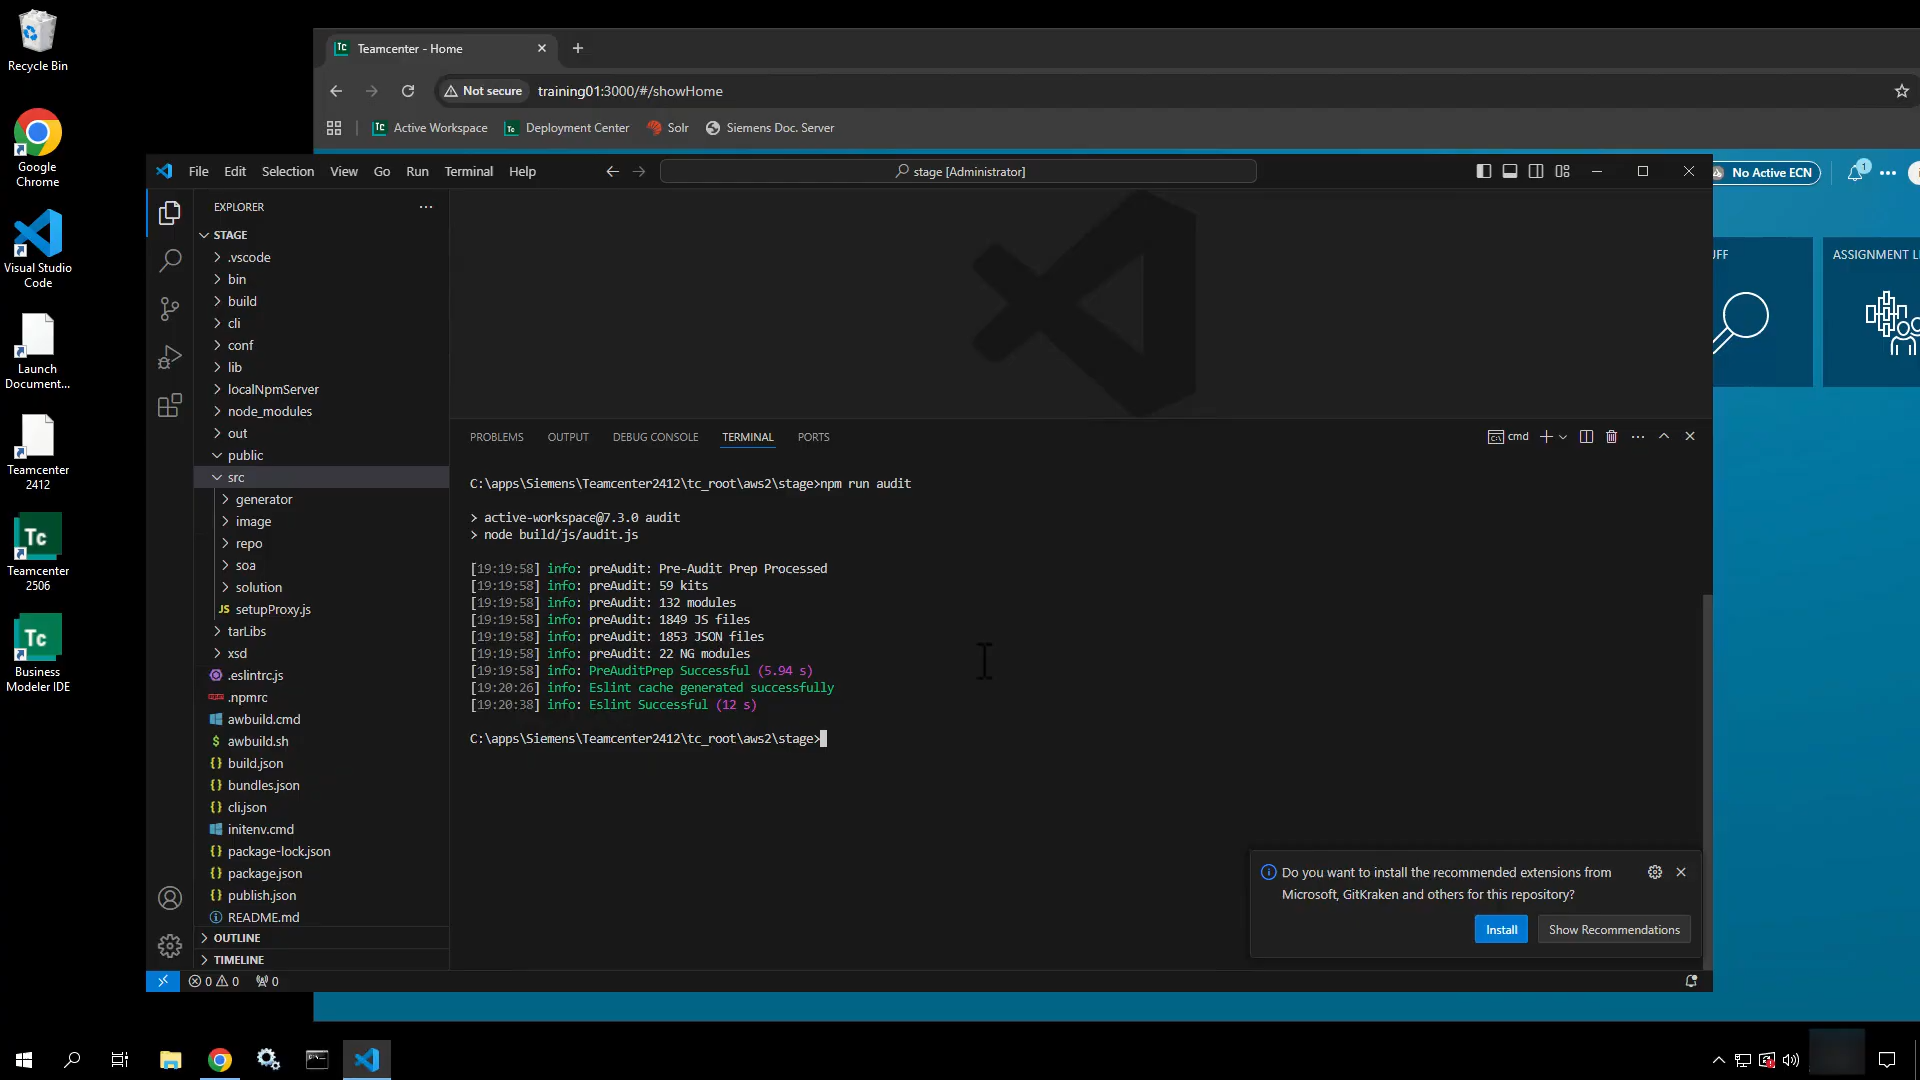 Recycle Bin
Google
Chrome
Visual Studio
Code
Launch
Document...
Teamcenter
2412
Tc
Teamcenter
2506
Tc
Business
Modeler IDE
Tc
Teamcenter - Home
Not secure
training01:3000/#/showHome
Tc
Active Workspace
Tc
Deployment Center
Solr
Siemens Doc. Server
No Active ECN
1
UFF
ASSIGNMENT LI
File
Edit
Selection
View
Go
Run
Terminal
Help
stage [Administrator]
EXPLORER
STAGE
.vscode
bin
build
cli
conf
lib
localNpmServer
node_modules
out
public
src
generator
image
repo
soa
solution
JS setupProxy.js
tarLibs
xsd
.eslintrc.js
.npmrc
awbuild.cmd
$ awbuild.sh
{} build.json
{} bundles.json
{} cli.json
initenv.cmd
{} package-lock.json
{} package.json
{} publish.json
README.md
OUTLINE
TIMELINE
0
0
0
PROBLEMS
OUTPUT
DEBUG CONSOLE
TERMINAL
PORTS
cmd
C:\apps\Siemens\Teamcenter2412\tc_root\aws2\stage>npm run audit
> active-workspace@7.3.0 audit
> node build/js/audit.js
[19:19:58] info: preAudit: Pre-Audit Prep Processed
[19:19:58] info: preAudit: 59 kits
[19:19:58] info: preAudit: 132 modules
[19:19:58] info: preAudit: 1849 JS files
[19:19:58] info: preAudit: 1853 JSON files
[19:19:58] info: preAudit: 22 NG modules
[19:19:58] info: PreAuditPrep Successful (5.94 s)
[19:20:26] info: Eslint cache generated successfully
[19:20:38] info: Eslint Successful (12 s)
C:\apps\Siemens\Teamcenter2412\tc_root\aws2\stage>
Do you want to install the recommended extensions from
Microsoft, GitKraken and others for this repository?
Install
Show Recommendations